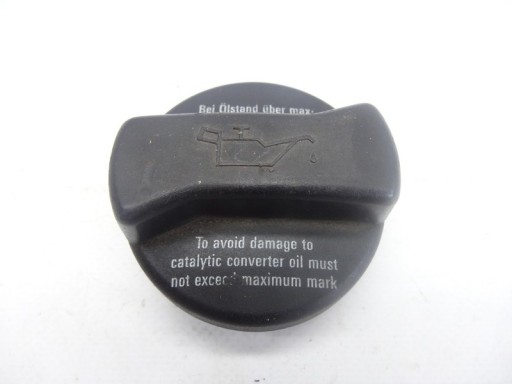 Bei Ölstand über max.
To avoid damage to
catalytic converter oil must
not exceed maximum mark